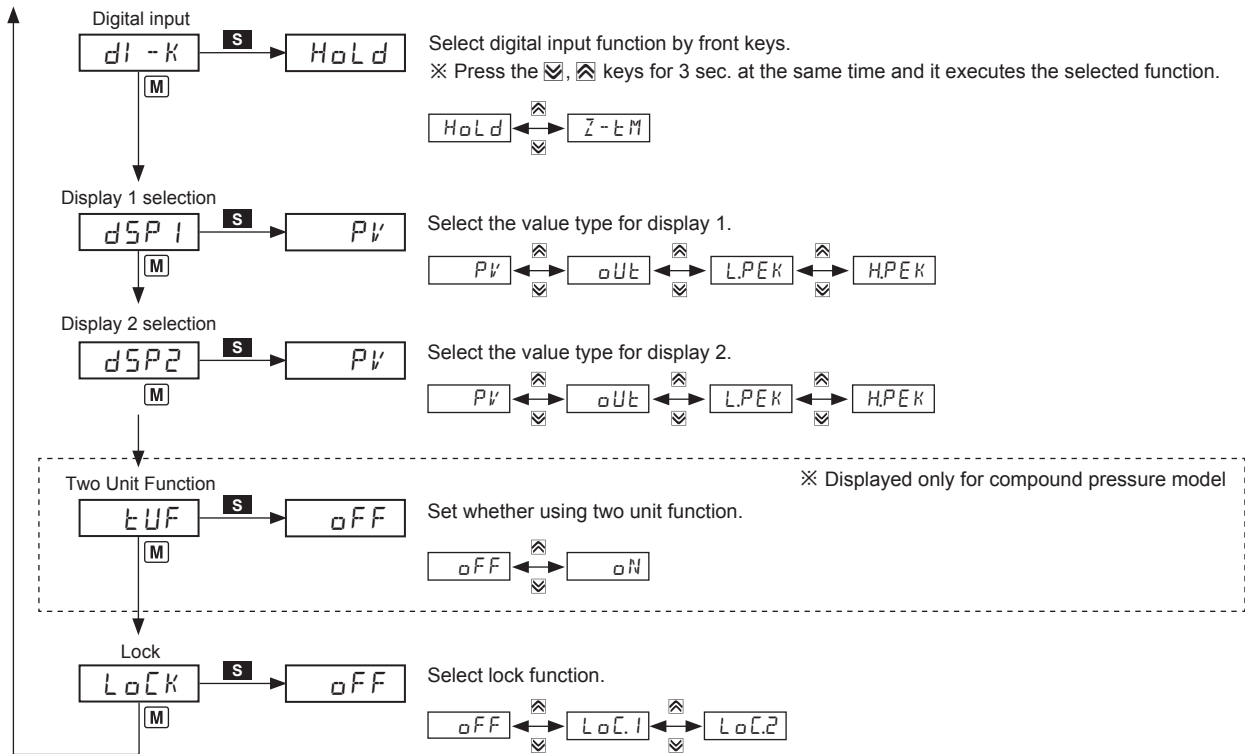 Digital input
dI -K S HoLd
M
Select digital input function by front keys.
※ Press the , keys for 3 sec. at the same time and it executes the selected function.
HoLd Z-tM
Display 1 selection
dSP1 S PV
M
Select the value type for display 1.
PV oUt L.PEK H.PEK
Display 2 selection
dSP2 S PV
M
Select the value type for display 2.
PV oUt L.PEK H.PEK
※ Displayed only for compound pressure model
Two Unit Function
tUF S oFF
M
Set whether using two unit function.
oFF oN
Lock
LoCK S oFF
M
Select lock function.
oFF LoC.1 LoC.2